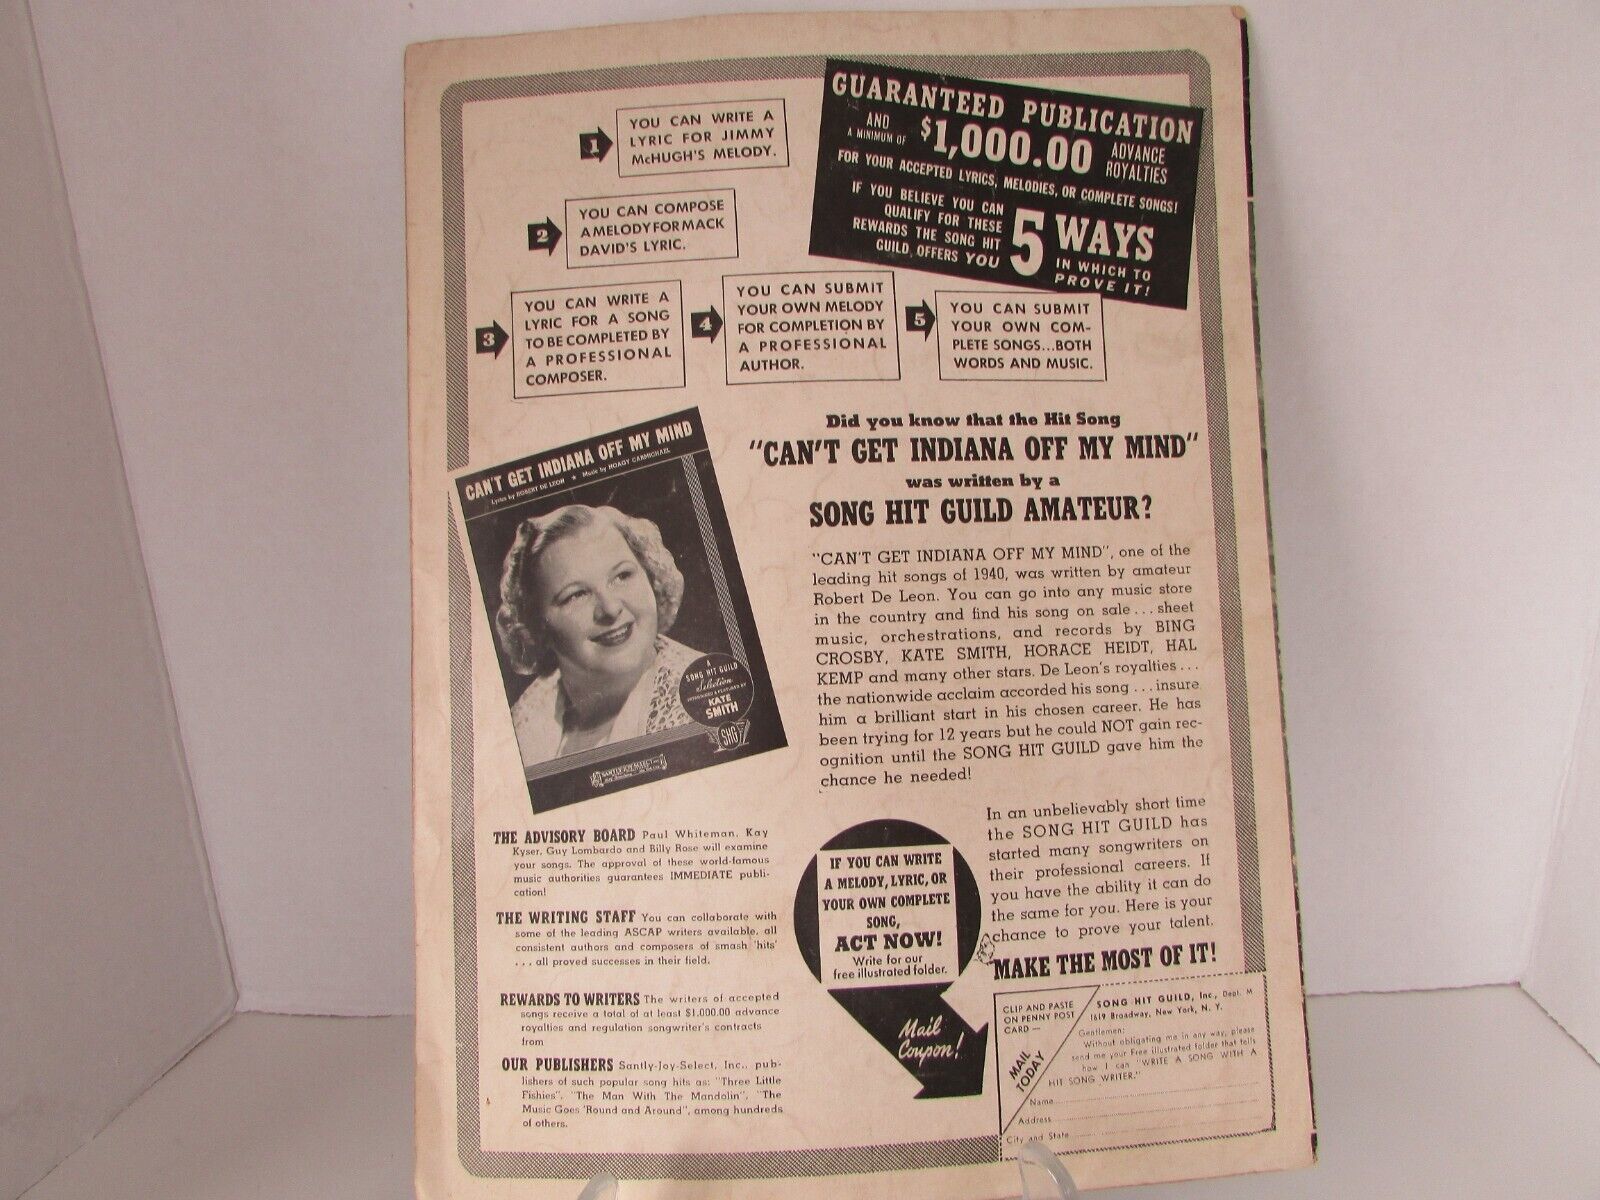 GUARANTEED PUBLICATION
AND
A MINIMUM OF
$1,000.00
ADVANCE
ROYALTIES
FOR YOUR ACCEPTED LYRICS, MELODIES, OR COMPLETE SONGS!
IF YOU BELIEVE YOU CAN
QUALIFY FOR THESE
REWARDS THE SONG HIT
GUILD, OFFERS YOU
5 WAYS
IN WHICH TO
PROVE IT!
1
YOU CAN WRITE A
LYRIC FOR JIMMY
McHUGH'S MELODY.
2
YOU CAN COMPOSE
A MELODY FOR MACK
DAVID'S LYRIC.
3
YOU CAN WRITE A
LYRIC FOR A SONG
TO BE COMPLETED BY
A PROFESSIONAL
COMPOSER.
4
YOU CAN SUBMIT
YOUR OWN MELODY
FOR COMPLETION BY
A PROFESSIONAL
AUTHOR.
5
YOU CAN SUBMIT
YOUR OWN COM-
PLETE SONGS...BOTH
WORDS AND MUSIC.
CAN'T GET INDIANA OFF MY MIND
Lyrics by ROBERT DE LEON ★ Music by HOAGY CARMICHAEL
A
SONG HIT GUILD
Selection
INTRODUCED & FEATURED BY
KATE
SMITH
SHG
SANTLY-JOY-SELECT
Did you know that the Hit Song
"CAN'T GET INDIANA OFF MY MIND"
was written by a
SONG HIT GUILD AMATEUR?
"CAN'T GET INDIANA OFF MY MIND", one of the
leading hit songs of 1940, was written by amateur
Robert De Leon. You can go into any music store
in the country and find his song on sale . . . sheet
music, orchestrations, and records by BING
CROSBY, KATE SMITH, HORACE HEIDT, HAL
KEMP and many other stars. De Leon's royalties . . .
the nationwide acclaim accorded his song . . . insure
him a brilliant start in his chosen career. He has
been trying for 12 years but he could NOT gain rec-
ognition until the SONG HIT GUILD gave him the
chance he needed!
THE ADVISORY BOARD Paul Whiteman, Kay
Kyser, Guy Lombardo and Billy Rose will examine
your songs. The approval of these world-famous
music authorities guarantees IMMEDIATE publi-
cation!
THE WRITING STAFF You can collaborate with
some of the leading ASCAP writers available, all
consistent authors and composers of smash 'hits'
. . . all proved successes in their field.
REWARDS TO WRITERS The writers of accepted
songs receive a total of at least $1,000.00 advance
royalties and regulation songwriter's contracts
from
OUR PUBLISHERS Santly-Joy-Select, Inc., pub-
lishers of such popular song hits as: "Three Little
Fishies", "The Man With The Mandolin", "The
Music Goes 'Round and Around", among hundreds
of others.
IF YOU CAN WRITE
A MELODY, LYRIC, OR
YOUR OWN COMPLETE
SONG,
ACT NOW!
Write for our
free illustrated folder.
Mail
Coupon!
In an unbelievably short time
the SONG HIT GUILD has
started many songwriters on
their professional careers. If
you have the ability it can do
the same for you. Here is your
chance to prove your talent.
MAKE THE MOST OF IT!
CLIP AND PASTE
ON PENNY POST
CARD —
MAIL
TODAY
SONG HIT GUILD, Inc., Dept. M
1619 Broadway, New York, N. Y.
Gentlemen:
Without obligating me in any way, please
send me your Free illustrated folder that tells
how I can "WRITE A SONG WITH A
HIT SONG WRITER."
Name
Address
City and State